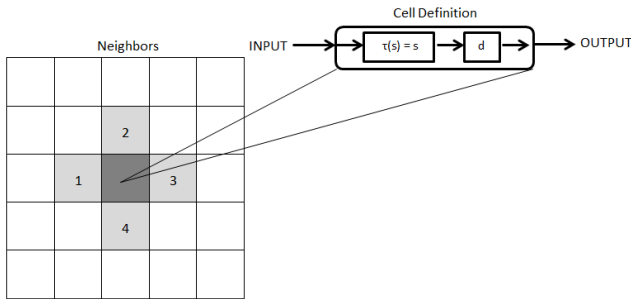 Cell Definition
Neighbors
INPUT
τ(s) = s
d
OUTPUT
2
1
3
4